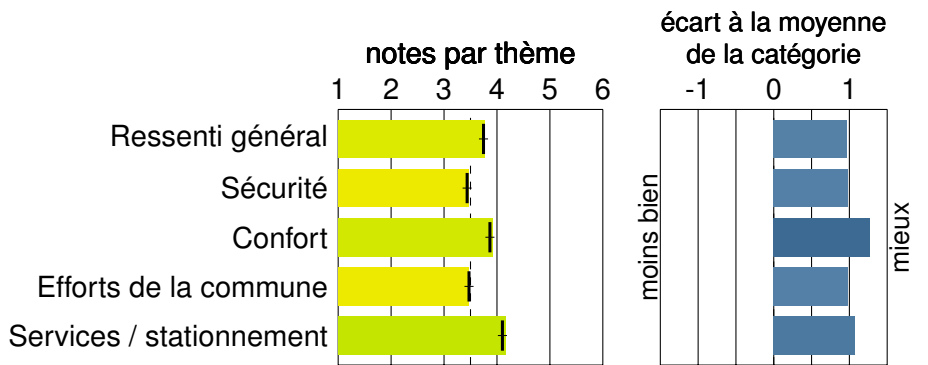 notes par thème
1 2 3 4 5 6
écart à la moyenne
de la catégorie
-1 0 1
Ressenti général
Sécurité
Confort
Efforts de la commune
Services / stationnement
moins bien
mieux